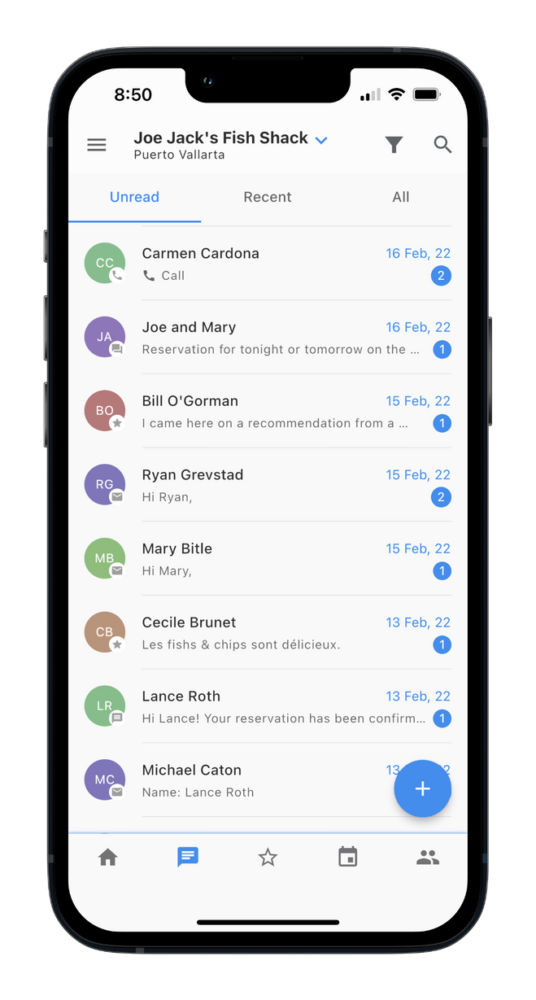 8:50
Joe Jack's Fish Shack
Puerto Vallarta
Unread Recent All
CC Carmen Cardona 16 Feb, 22
Call 2
JA Joe and Mary 16 Feb, 22
Reservation for tonight or tomorrow on the ... 1
BO Bill O'Gorman 15 Feb, 22
I came here on a recommendation from a ... 1
RG Ryan Grevstad 15 Feb, 22
Hi Ryan, 2
MB Mary Bitle 15 Feb, 22
Hi Mary, 1
CB Cecile Brunet 13 Feb, 22
Les fishs & chips sont délicieux. 1
LR Lance Roth 13 Feb, 22
Hi Lance! Your reservation has been confirm... 1
MC Michael Caton 13
Name: Lance Roth